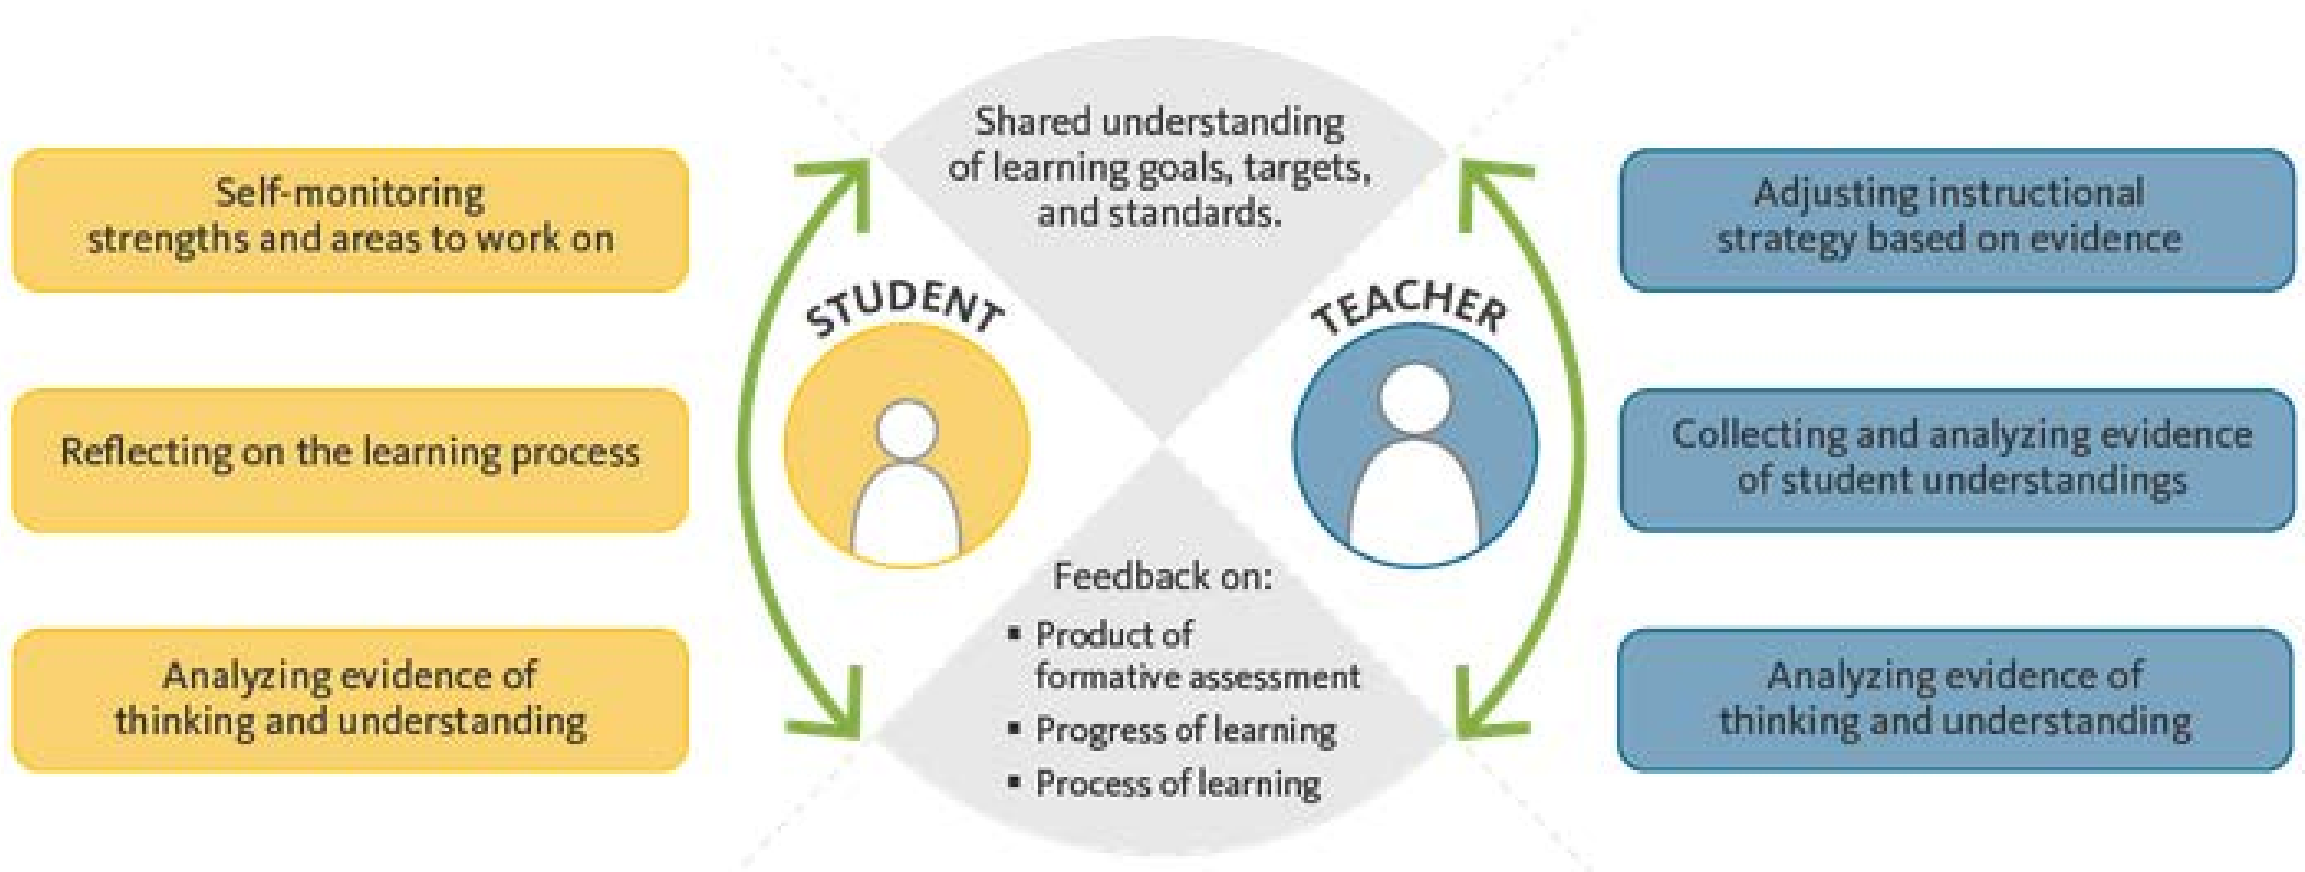 Self-monitoring
strengths and areas to work on
Reflecting on the learning process
Analyzing evidence of
thinking and understanding
Shared understanding
of learning goals, targets,
and standards.
STUDENT
TEACHER
Feedback on:
▪ Product of
formative assessment
▪ Progress of learning
▪ Process of learning
Adjusting instructional
strategy based on evidence
Collecting and analyzing evidence
of student understandings
Analyzing evidence of
thinking and understanding